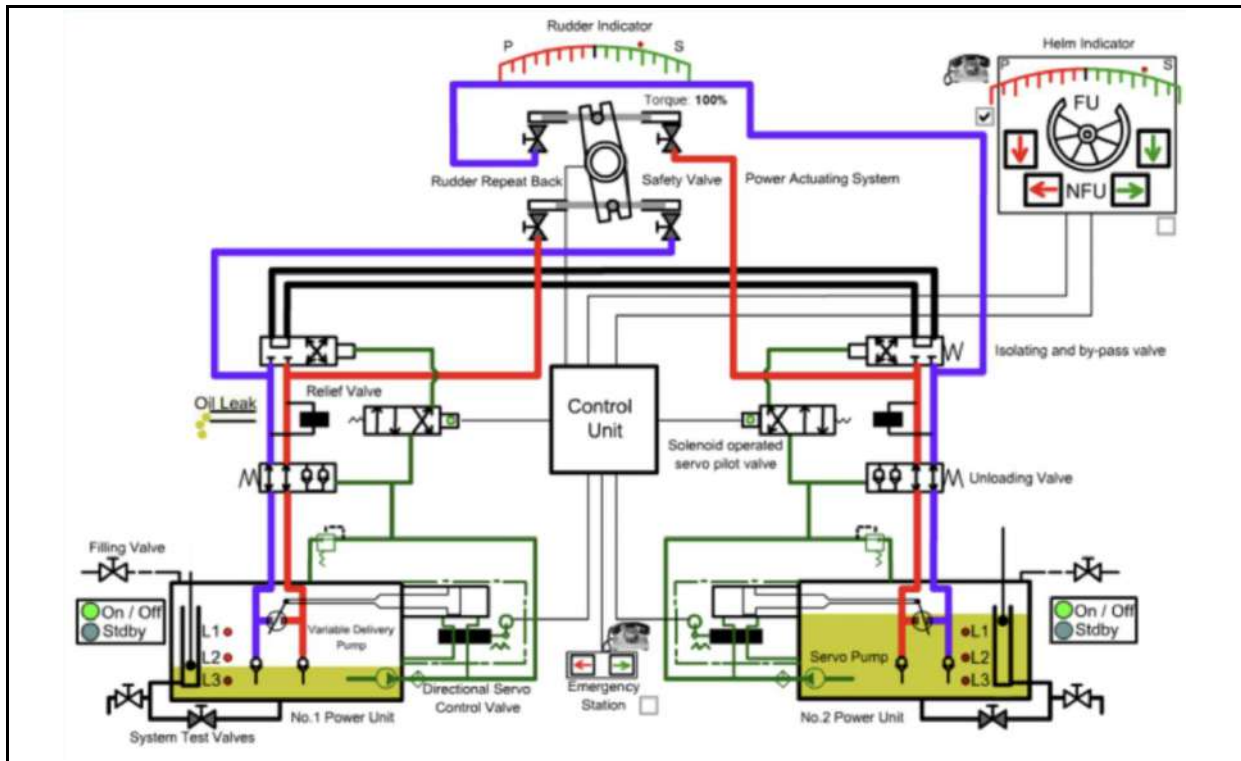 Rudder Indicator
P
S
Helm Indicator
P
S
FU
NFU
Torque: 100%
Rudder Repeat Back
Safety Valve
Power Actuating System
Isolating and by-pass valve
Relief Valve
Oil Leak
Control
Unit
Solenoid operated
servo pilot valve
Unloading Valve
Filling Valve
On / Off
Stdby
L1
L2
L3
Variable Delivery
Pump
Directional Servo
Control Valve
No.1 Power Unit
System Test Valves
Emergency
Station
Servo Pump
L1
L2
L3
On / Off
Stdby
No.2 Power Unit